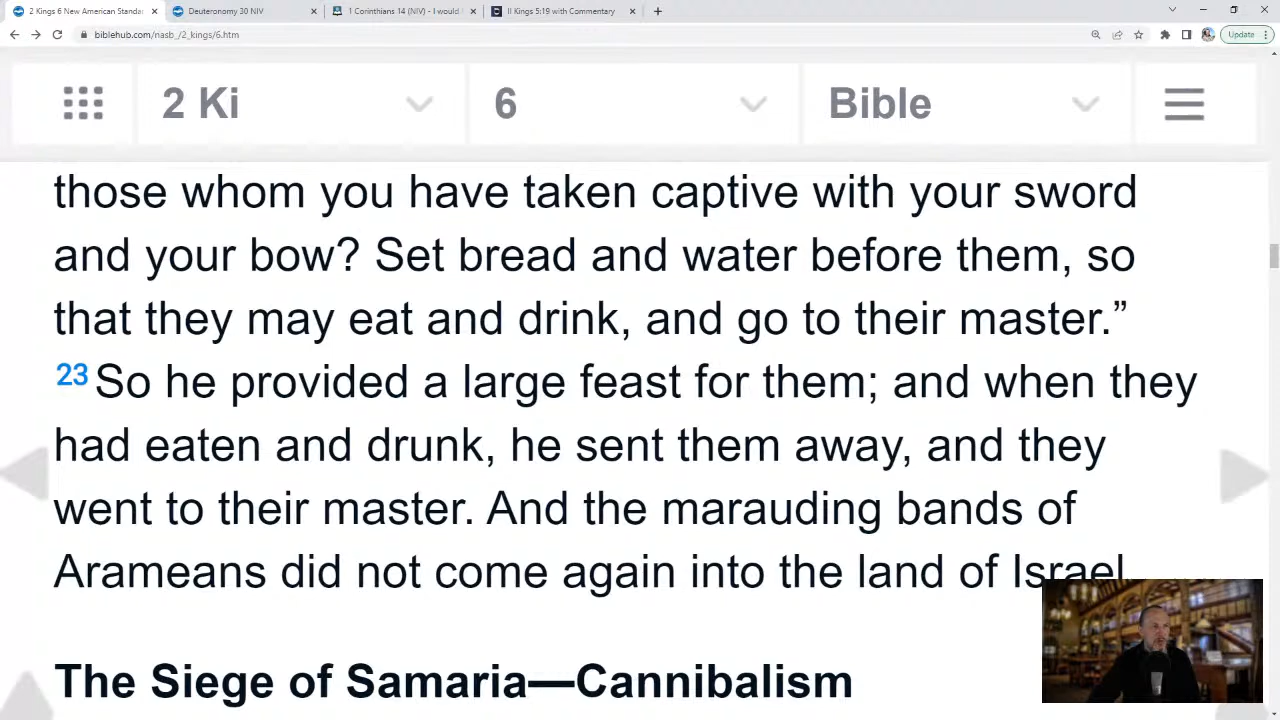 2 Kings 6 New American Standa
Deuteronomy 30 NIV
1 Corinthians 14 (NIV) - I would
II Kings 5:19 with Commentary
biblehub.com/nasb_/2_kings/6.htm
Update
2 Ki
6
Bible
those whom you have taken captive with your sword
and your bow? Set bread and water before them, so
that they may eat and drink, and go to their master.”
23 So he provided a large feast for them; and when they
had eaten and drunk, he sent them away, and they
went to their master. And the marauding bands of
Arameans did not come again into the land of Israel
The Siege of Samaria—Cannibalism